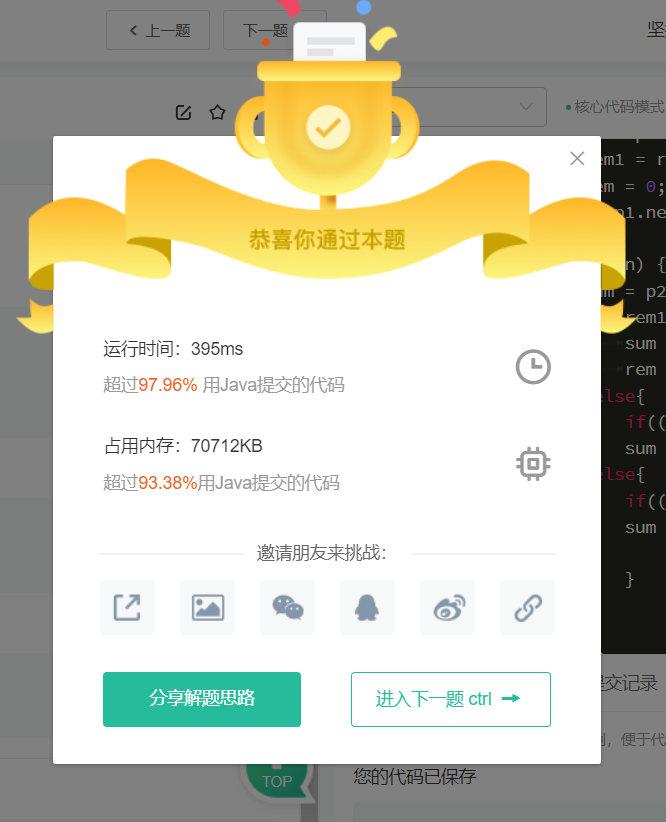 上一题
下一题
坚
核心代码模式
em1 = r
em = 0;
p1.ne
恭喜你通过本题
n) {
m = p2
rem1
sum
rem
运行时间：395ms
超过97.96% 用Java提交的代码
else{
if((
占用内存：70712KB
sum
超过93.38%用Java提交的代码
else{
if((
sum
邀请朋友来挑战：
}
分享解题思路
进入下一题 ctrl →
提交记录
例，便于代
您的代码已保存
TOP